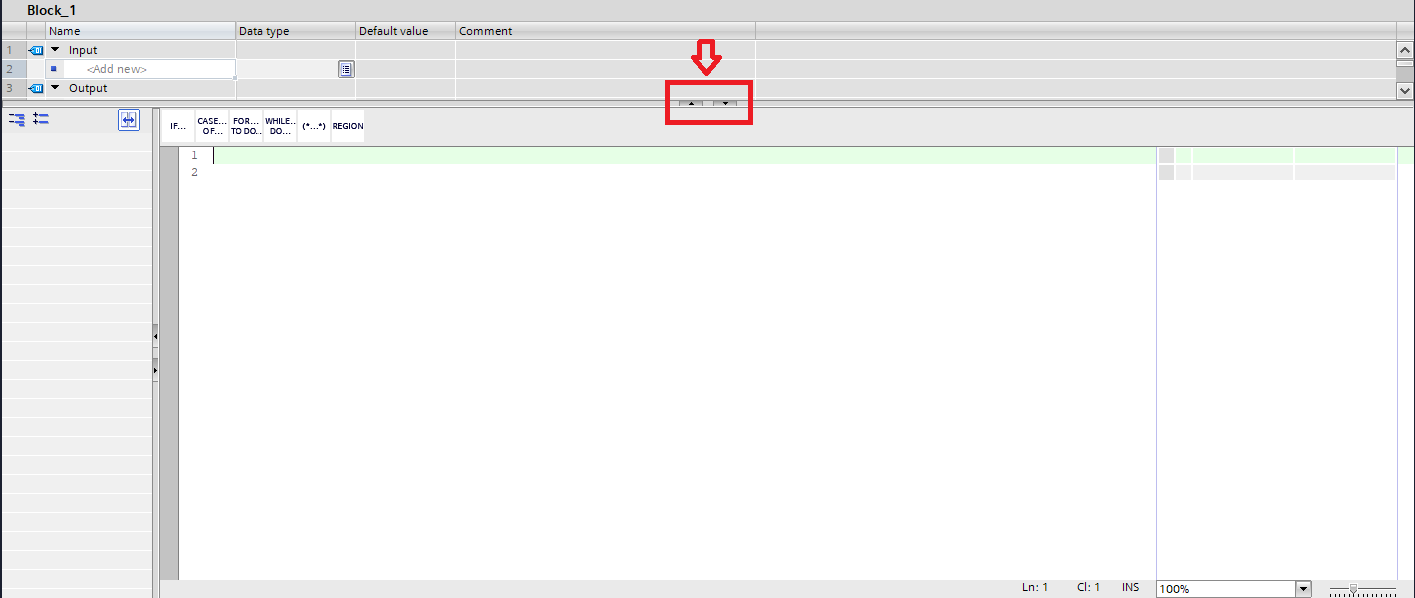 Block_1
Name Data type Default value Comment
1 Input
2 <Add new>
3 Output
IF... CASE... OF... FOR... TO DO... WHILE.. DO... (*...*) REGION
1
2
Ln: 1 Cl: 1 INS 100%